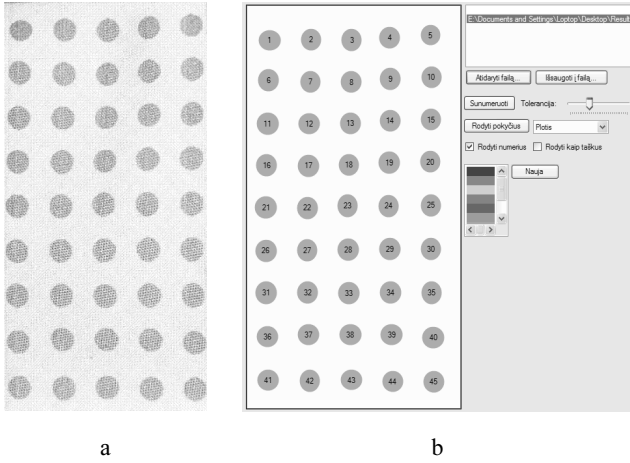 1 2 3 4 5
6 7 8 9 10
11 12 13 14 15
16 17 18 19 20
21 22 23 24 25
26 27 28 29 30
31 32 33 34 35
36 37 38 39 40
41 42 43 44 45
E:\Documents and Settings\Loptop\Desktop\Result
Atidaryti failą... Išsaugoti į failą...
Sunumeruoti Tolerancija:
Rodyti pokyčius Plotis
Rodyti numerius Rodyti kaip taškus
Nauja
a b